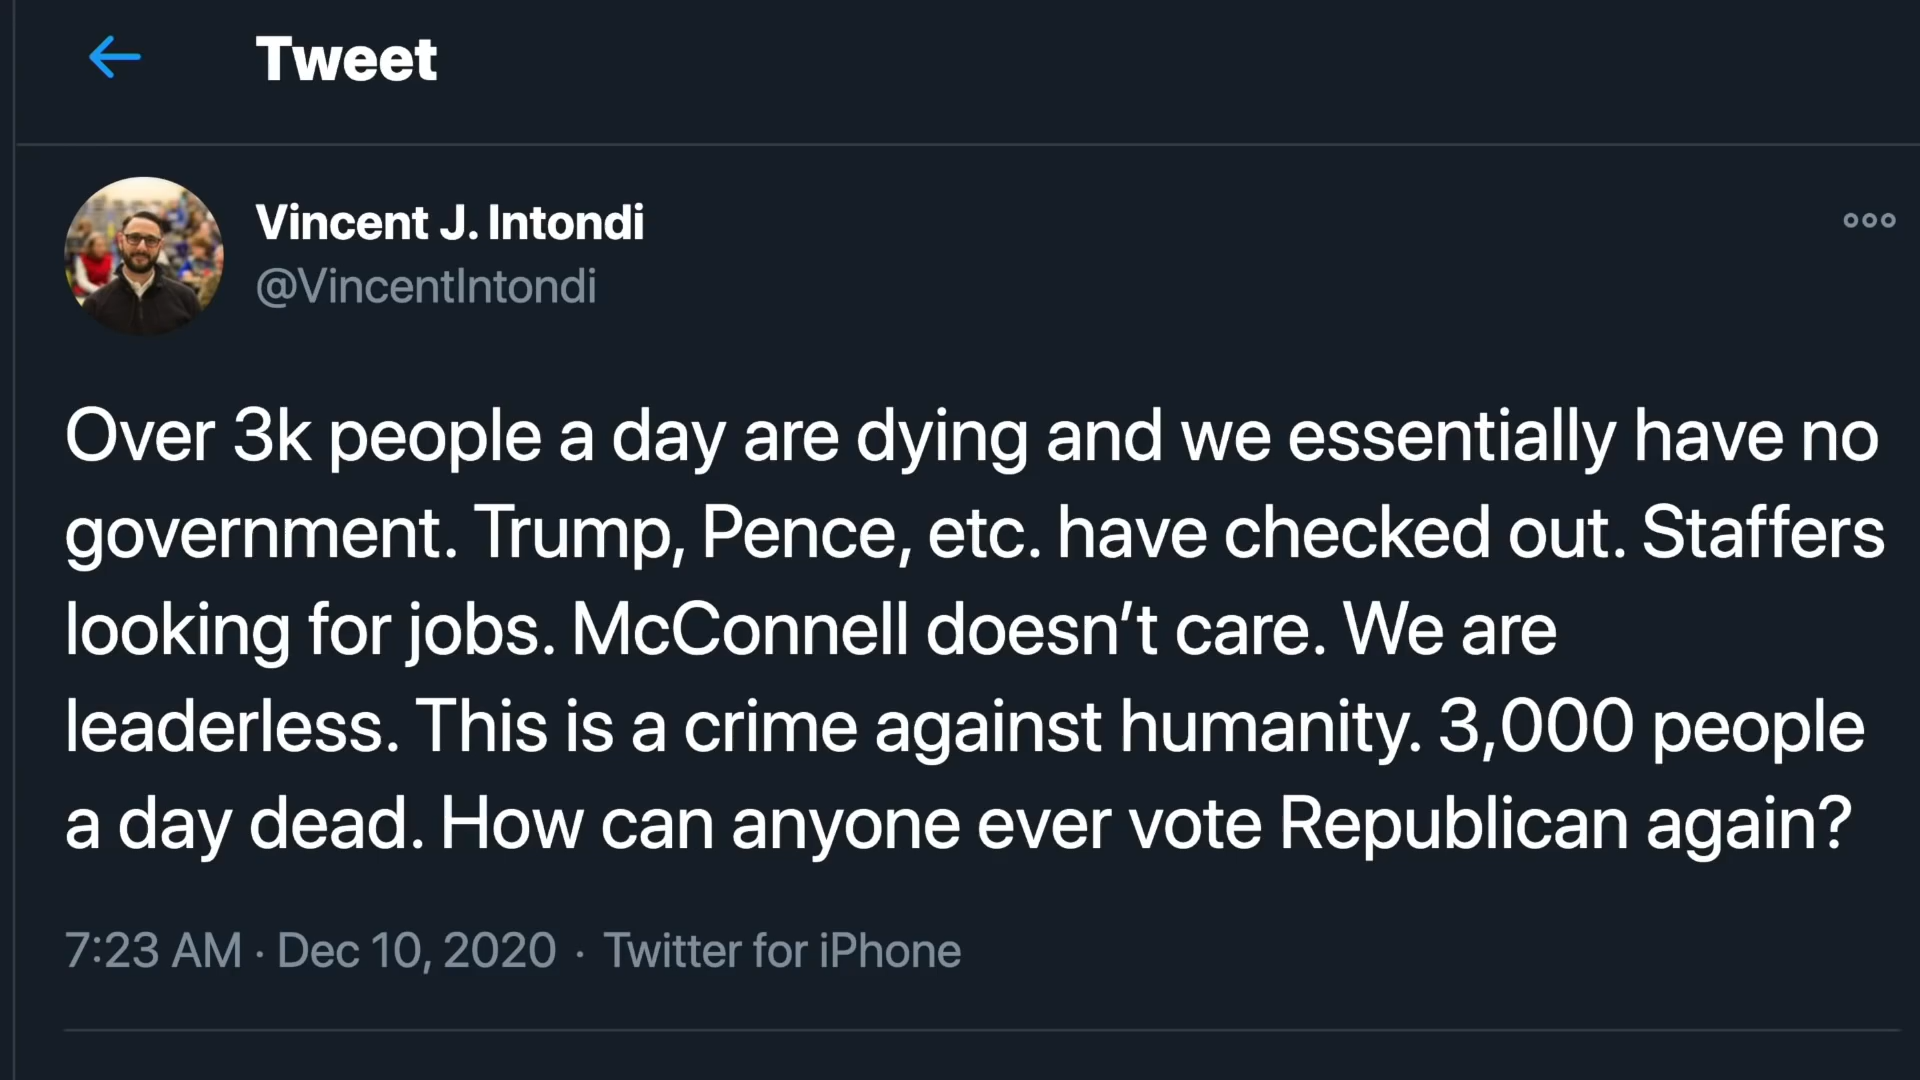 Tweet
Vincent J. Intondi
@VincentIntondi
Over 3k people a day are dying and we essentially have no
government. Trump, Pence, etc. have checked out. Staffers
looking for jobs. McConnell doesn’t care. We are
leaderless. This is a crime against humanity. 3,000 people
a day dead. How can anyone ever vote Republican again?
7:23 AM · Dec 10, 2020 · Twitter for iPhone